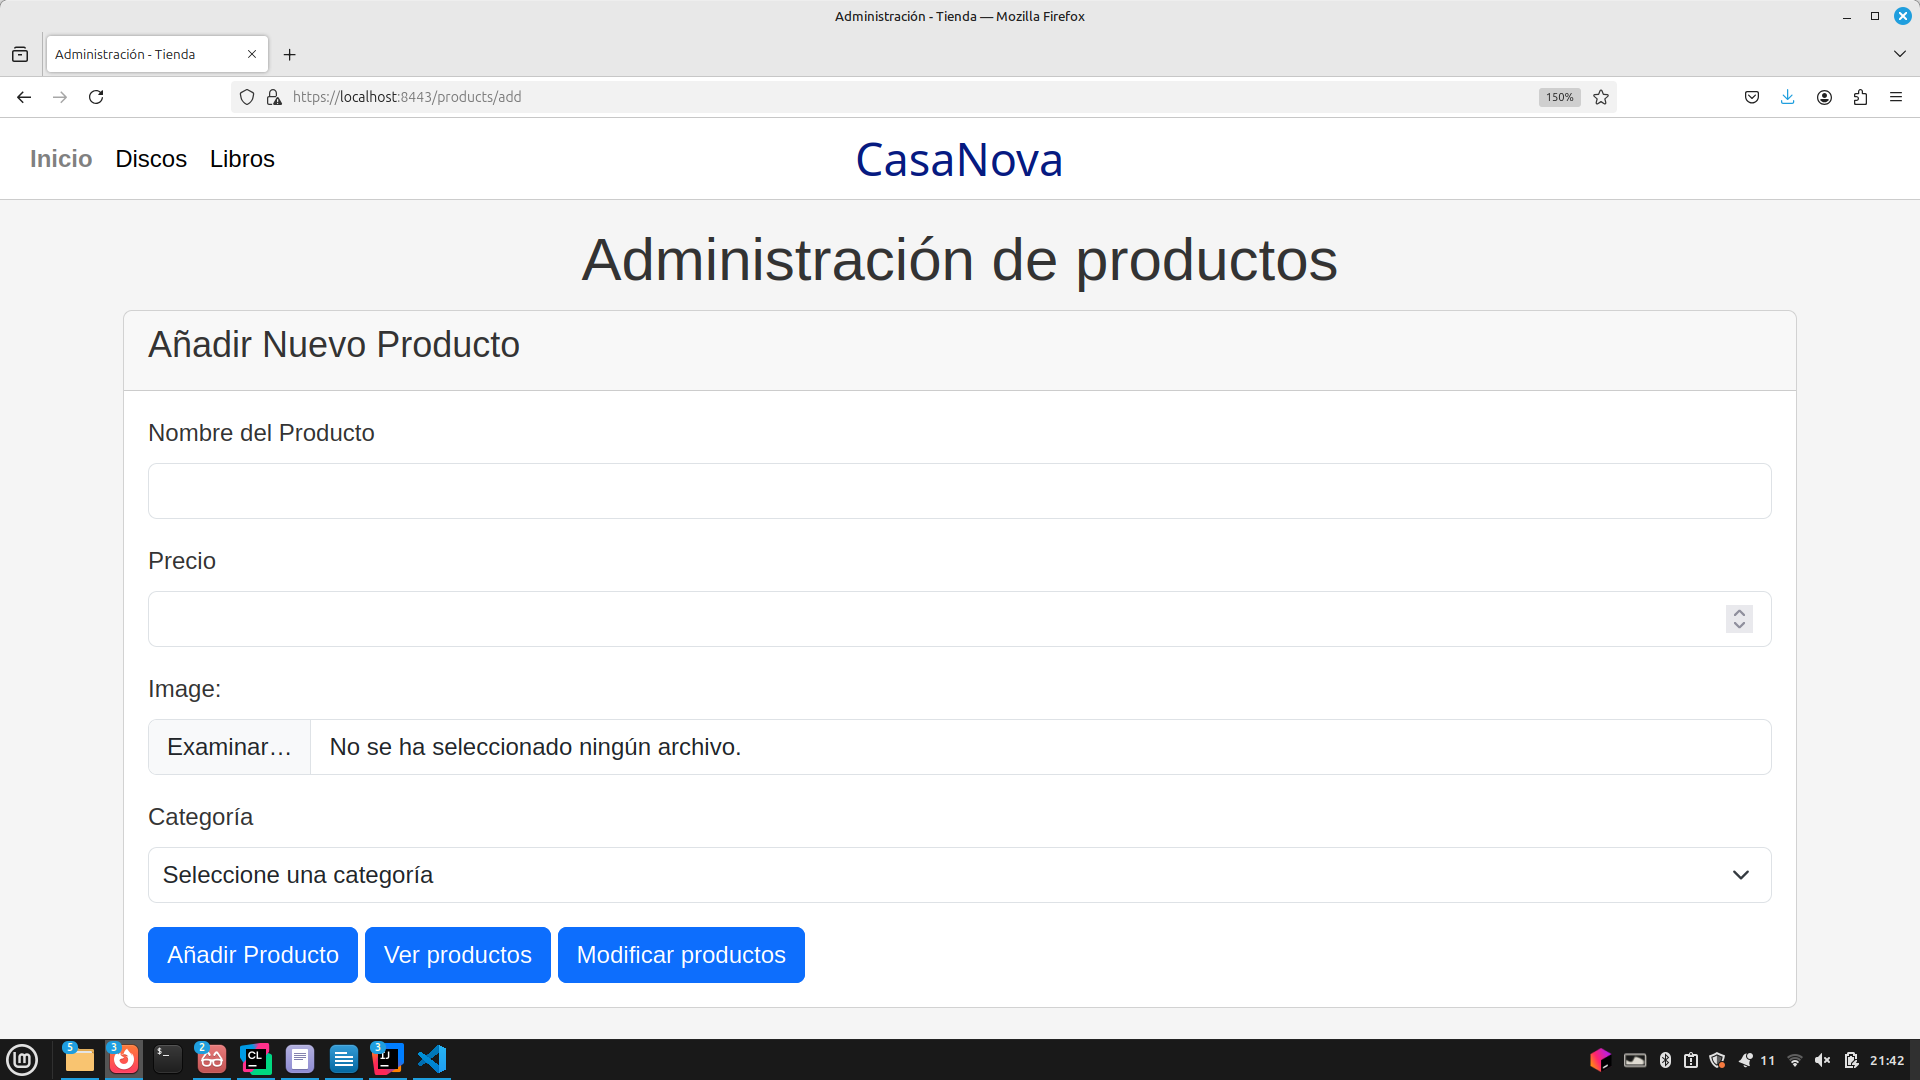 Administración - Tienda — Mozilla Firefox
Administración - Tienda
https://localhost:8443/products/add
150%
Inicio Discos Libros
CasaNova
Administración de productos
Añadir Nuevo Producto
Nombre del Producto
Precio
Image:
Examinar… No se ha seleccionado ningún archivo.
Categoría
Seleccione una categoría
Añadir Producto Ver productos Modificar productos
5 3 $_ 2 CL 3 IJ 11 21:42